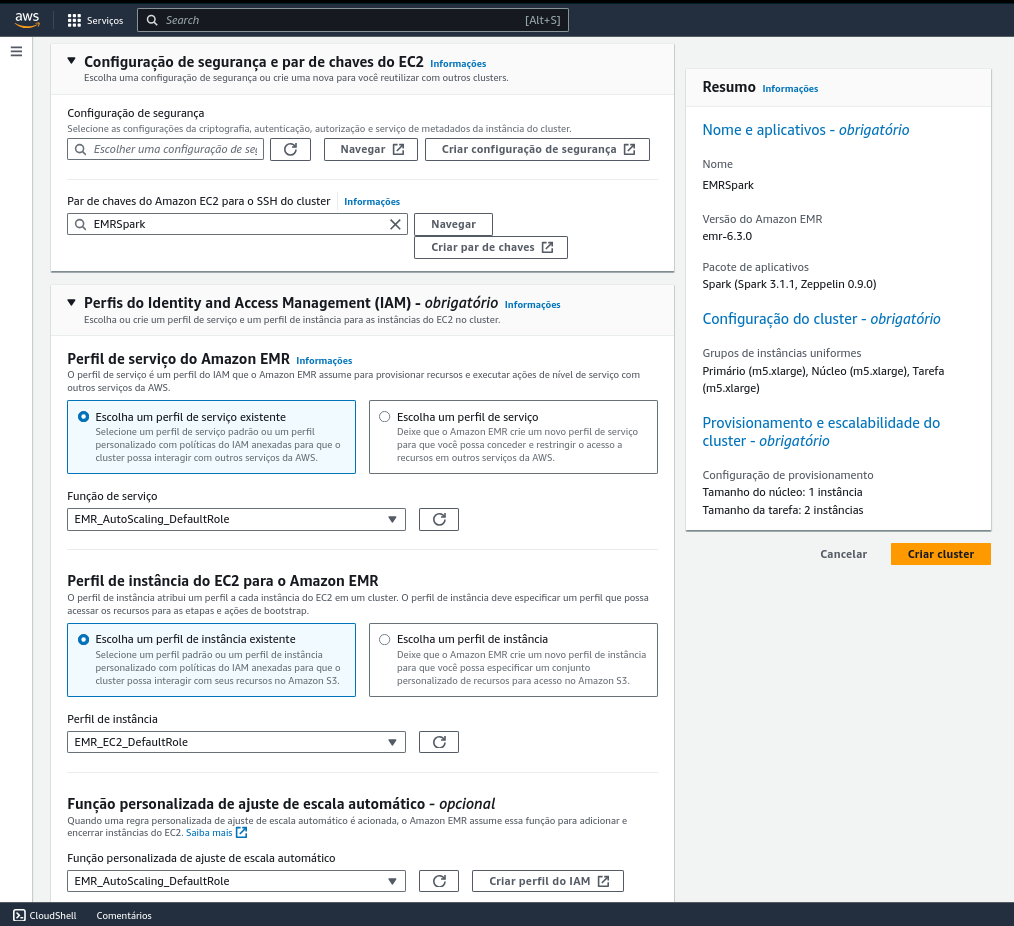 aws
Serviços
Search
[Alt+S]
Configuração de segurança e par de chaves do EC2 Informações
Escolha uma configuração de segurança ou crie uma nova para você reutilizar com outros clusters.
Configuração de segurança
Selecione as configurações da criptografia, autenticação, autorização e serviço de metadados da instância do cluster.
Escolher uma configuração de seg
Navegar
Criar configuração de segurança
Par de chaves do Amazon EC2 para o SSH do cluster
Informações
EMRSpark
Navegar
Criar par de chaves
Perfis do Identity and Access Management (IAM) - obrigatório Informações
Escolha ou crie um perfil de serviço e um perfil de instância para as instâncias do EC2 no cluster.
Perfil de serviço do Amazon EMR Informações
O perfil de serviço é um perfil do IAM que o Amazon EMR assume para provisionar recursos e executar ações de nível de serviço com
outros serviços da AWS.
Escolha um perfil de serviço existente
Selecione um perfil de serviço padrão ou um perfil
personalizado com políticas do IAM anexadas para que o
cluster possa interagir com outros serviços da AWS.
Escolha um perfil de serviço
Deixe que o Amazon EMR crie um novo perfil de serviço
para que você possa conceder e restringir o acesso a
recursos em outros serviços da AWS.
Função de serviço
EMR_AutoScaling_DefaultRole
Perfil de instância do EC2 para o Amazon EMR
O perfil de instância atribui um perfil a cada instância do EC2 em um cluster. O perfil de instância deve especificar um perfil que possa
acessar os recursos para as etapas e ações de bootstrap.
Escolha um perfil de instância existente
Selecione um perfil padrão ou um perfil de instância
personalizado com políticas do IAM anexadas para que o
cluster possa interagir com seus recursos no Amazon S3.
Escolha um perfil de instância
Deixe que o Amazon EMR crie um novo perfil de instância
para que você possa especificar um conjunto
personalizado de recursos para acesso no Amazon S3.
Perfil de instância
EMR_EC2_DefaultRole
Função personalizada de ajuste de escala automático - opcional
Quando uma regra personalizada de ajuste de escala automático é acionada, o Amazon EMR assume essa função para adicionar e
encerrar instâncias do EC2. Saiba mais
Função personalizada de ajuste de escala automático
EMR_AutoScaling_DefaultRole
Criar perfil do IAM
Resumo Informações
Nome e aplicativos - obrigatório
Nome
EMRSpark
Versão do Amazon EMR
emr-6.3.0
Pacote de aplicativos
Spark (Spark 3.1.1, Zeppelin 0.9.0)
Configuração do cluster - obrigatório
Grupos de instâncias uniformes
Primário (m5.xlarge), Núcleo (m5.xlarge), Tarefa
(m5.xlarge)
Provisionamento e escalabilidade do
cluster - obrigatório
Configuração de provisionamento
Tamanho do núcleo: 1 instância
Tamanho da tarefa: 2 instâncias
Cancelar
Criar cluster
CloudShell
Comentários